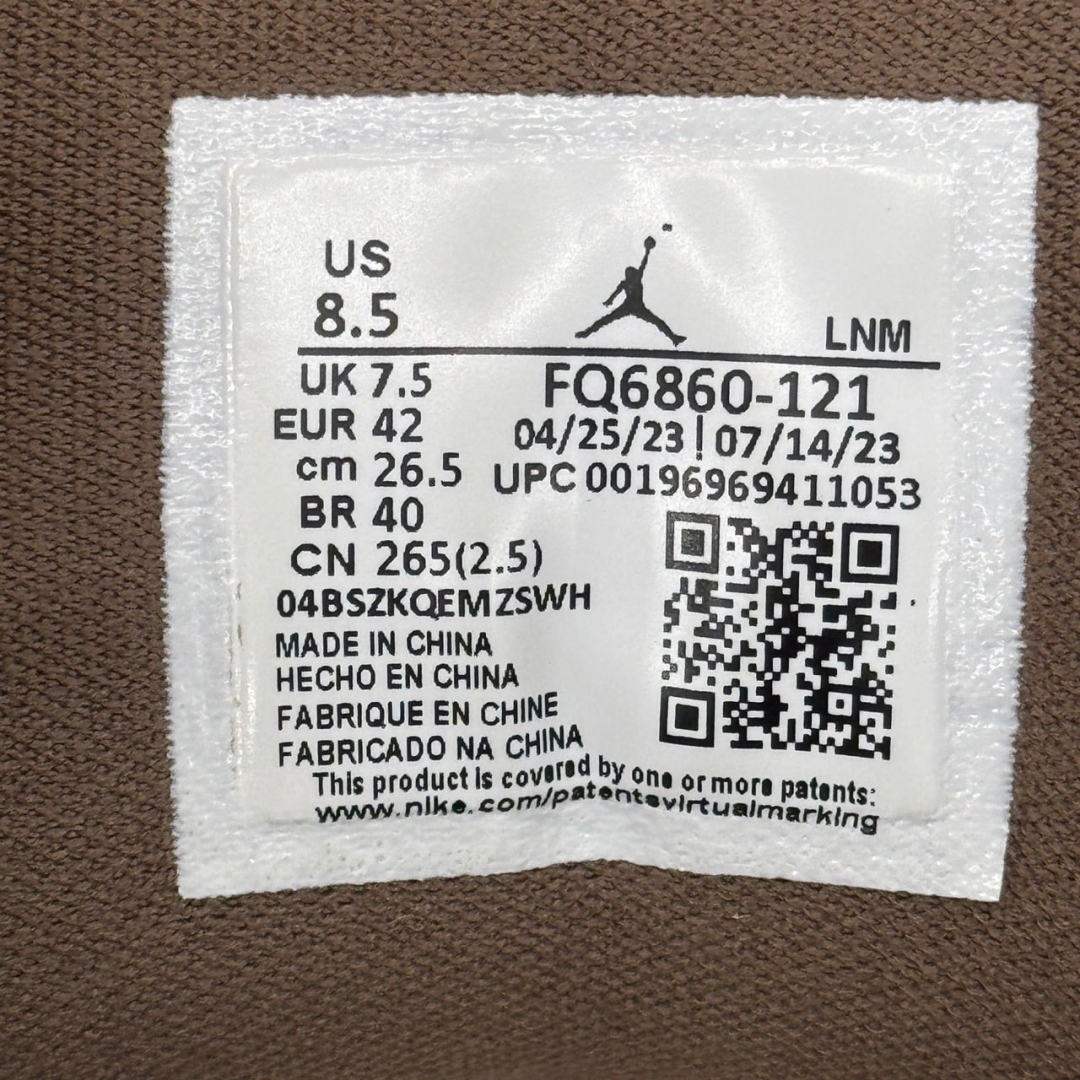 US
8.5
LNM
UK 7.5
FQ6860-121
EUR 42
04/25/23 | 07/14/23
cm 26.5
UPC 00196969411053
BR 40
CN 265(2.5)
04BSZKQEMZSWH
MADE IN CHINA
HECHO EN CHINA
FABRIQUE EN CHINE
FABRICADO NA CHINA
This product is covered by one or more patents:
www.nike.com/patentsvirtualmarking